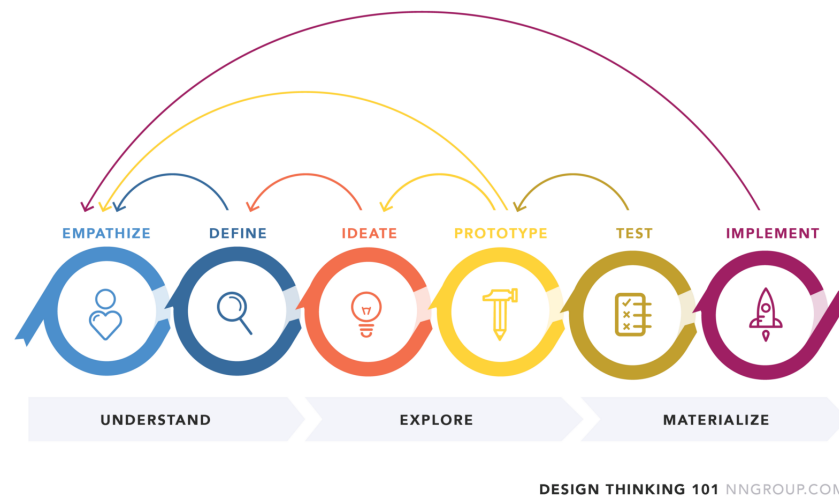 EMPATHIZE DEFINE IDEATE PROTOTYPE TEST IMPLEMENT
UNDERSTAND EXPLORE MATERIALIZE
DESIGN THINKING 101 NNGROUP.COM